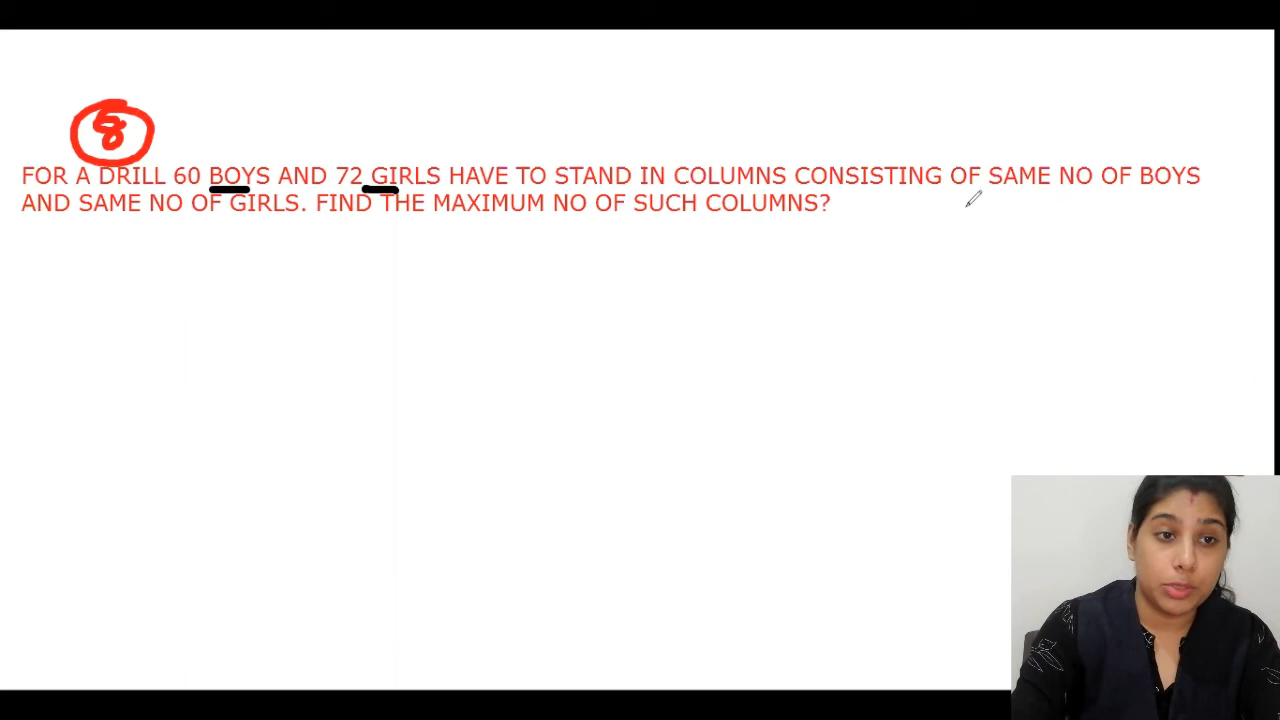 8
FOR A DRILL 60 BOYS AND 72 GIRLS HAVE TO STAND IN COLUMNS CONSISTING OF SAME NO OF BOYS
AND SAME NO OF GIRLS. FIND THE MAXIMUM NO OF SUCH COLUMNS?